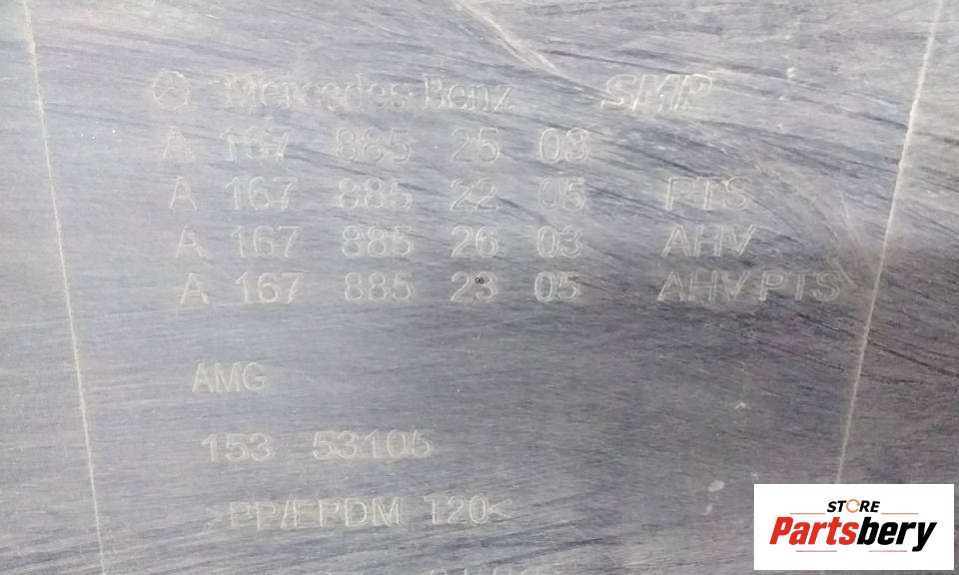 Mercedes-Benz SMP
A 167 885 25 03
A 167 885 22 05 PTS
A 167 885 26 03 AHV
A 167 885 23 05 AHV PTS
AMG
153 53105
>PP/EPDM T20<
STORE
Partsbery